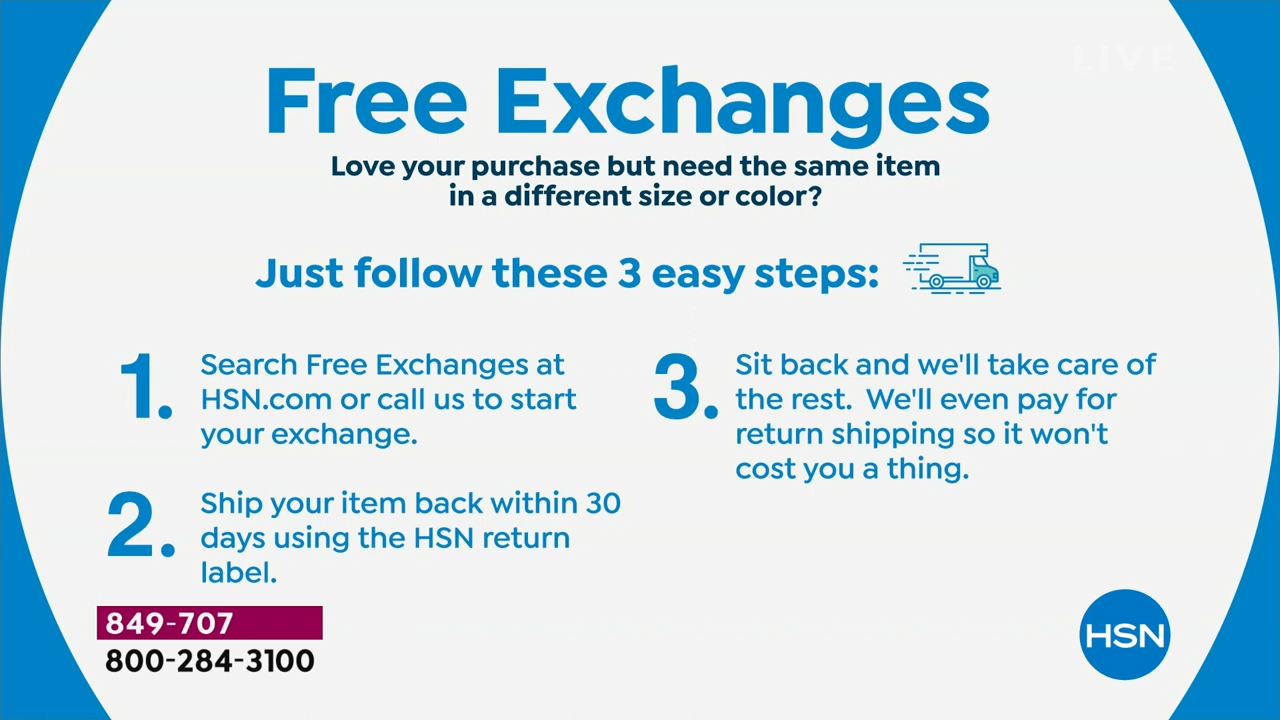 LIVE
Free Exchanges
Love your purchase but need the same item
in a different size or color?
Just follow these 3 easy steps:
1. Search Free Exchanges at
HSN.com or call us to start
your exchange.
2. Ship your item back within 30
days using the HSN return
label.
3. Sit back and we'll take care of
the rest.  We'll even pay for
return shipping so it won't
cost you a thing.
849-707
800-284-3100
HSN